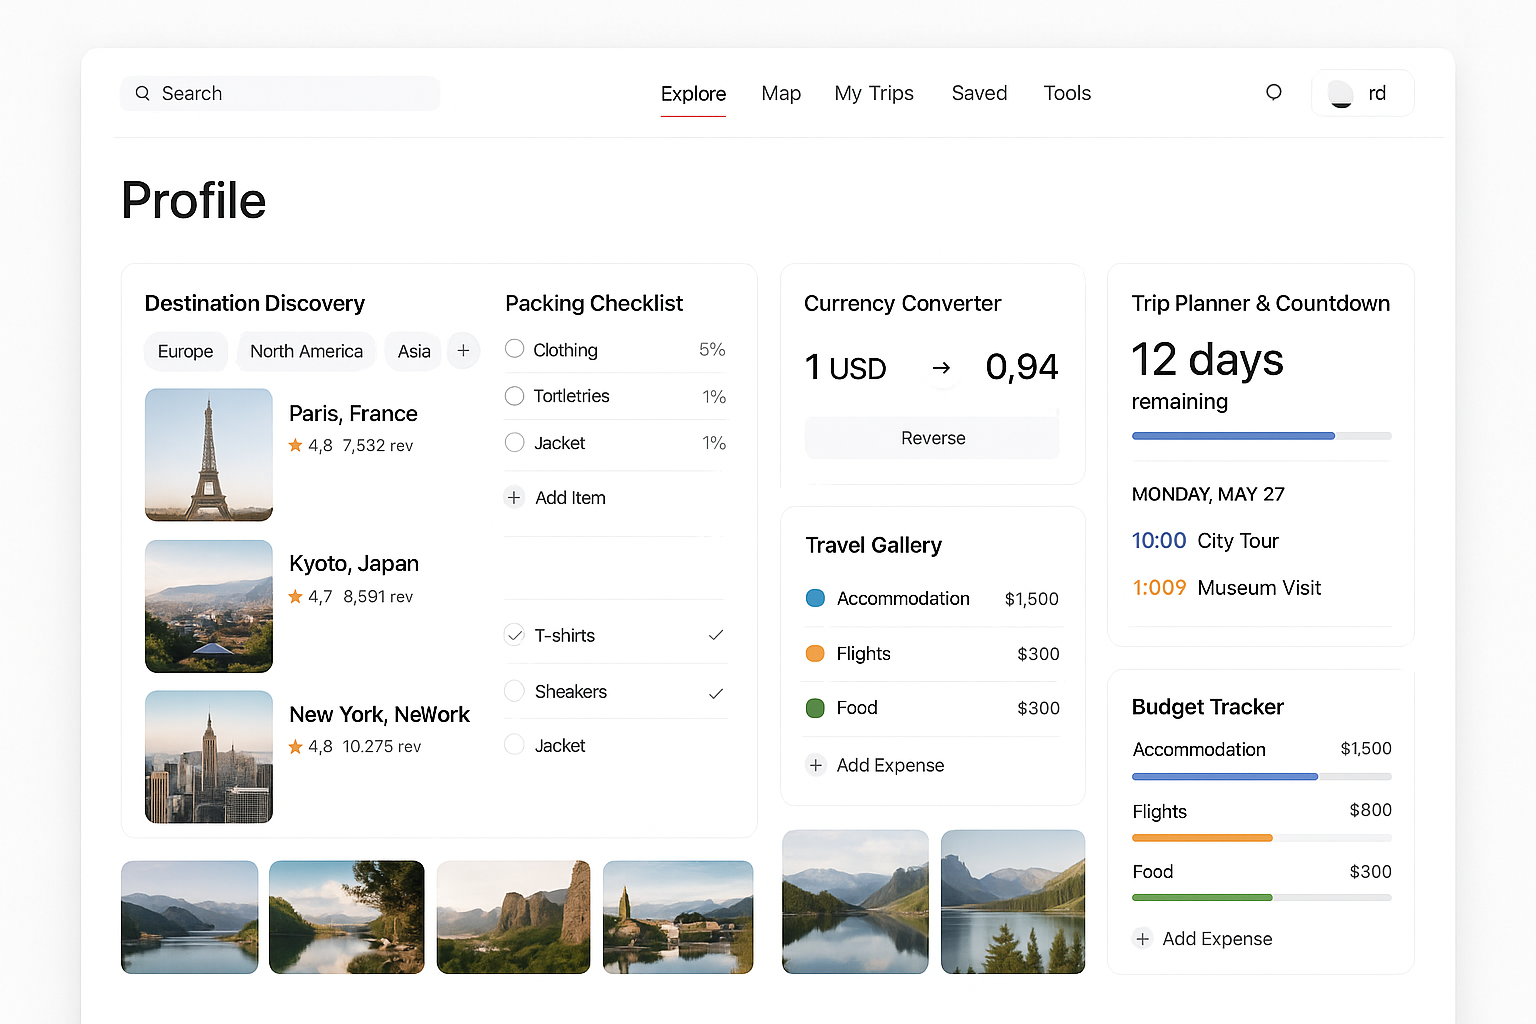 Search
Explore Map My Trips Saved Tools
rd
Profile
Destination Discovery
Europe North America Asia +
Paris, France
4,8 7,532 rev
Kyoto, Japan
4,7 8,591 rev
New York, NeWork
4,8 10.275 rev
Packing Checklist
Clothing 5%
Tortletries 1%
Jacket 1%
+ Add Item
T-shirts
Sheakers
Jacket
Currency Converter
1 USD → 0,94
Reverse
Travel Gallery
Accommodation $1,500
Flights $300
Food $300
+ Add Expense
Trip Planner & Countdown
12 days
remaining
MONDAY, MAY 27
10:00 City Tour
1:009 Museum Visit
Budget Tracker
Accommodation $1,500
Flights $800
Food $300
+ Add Expense